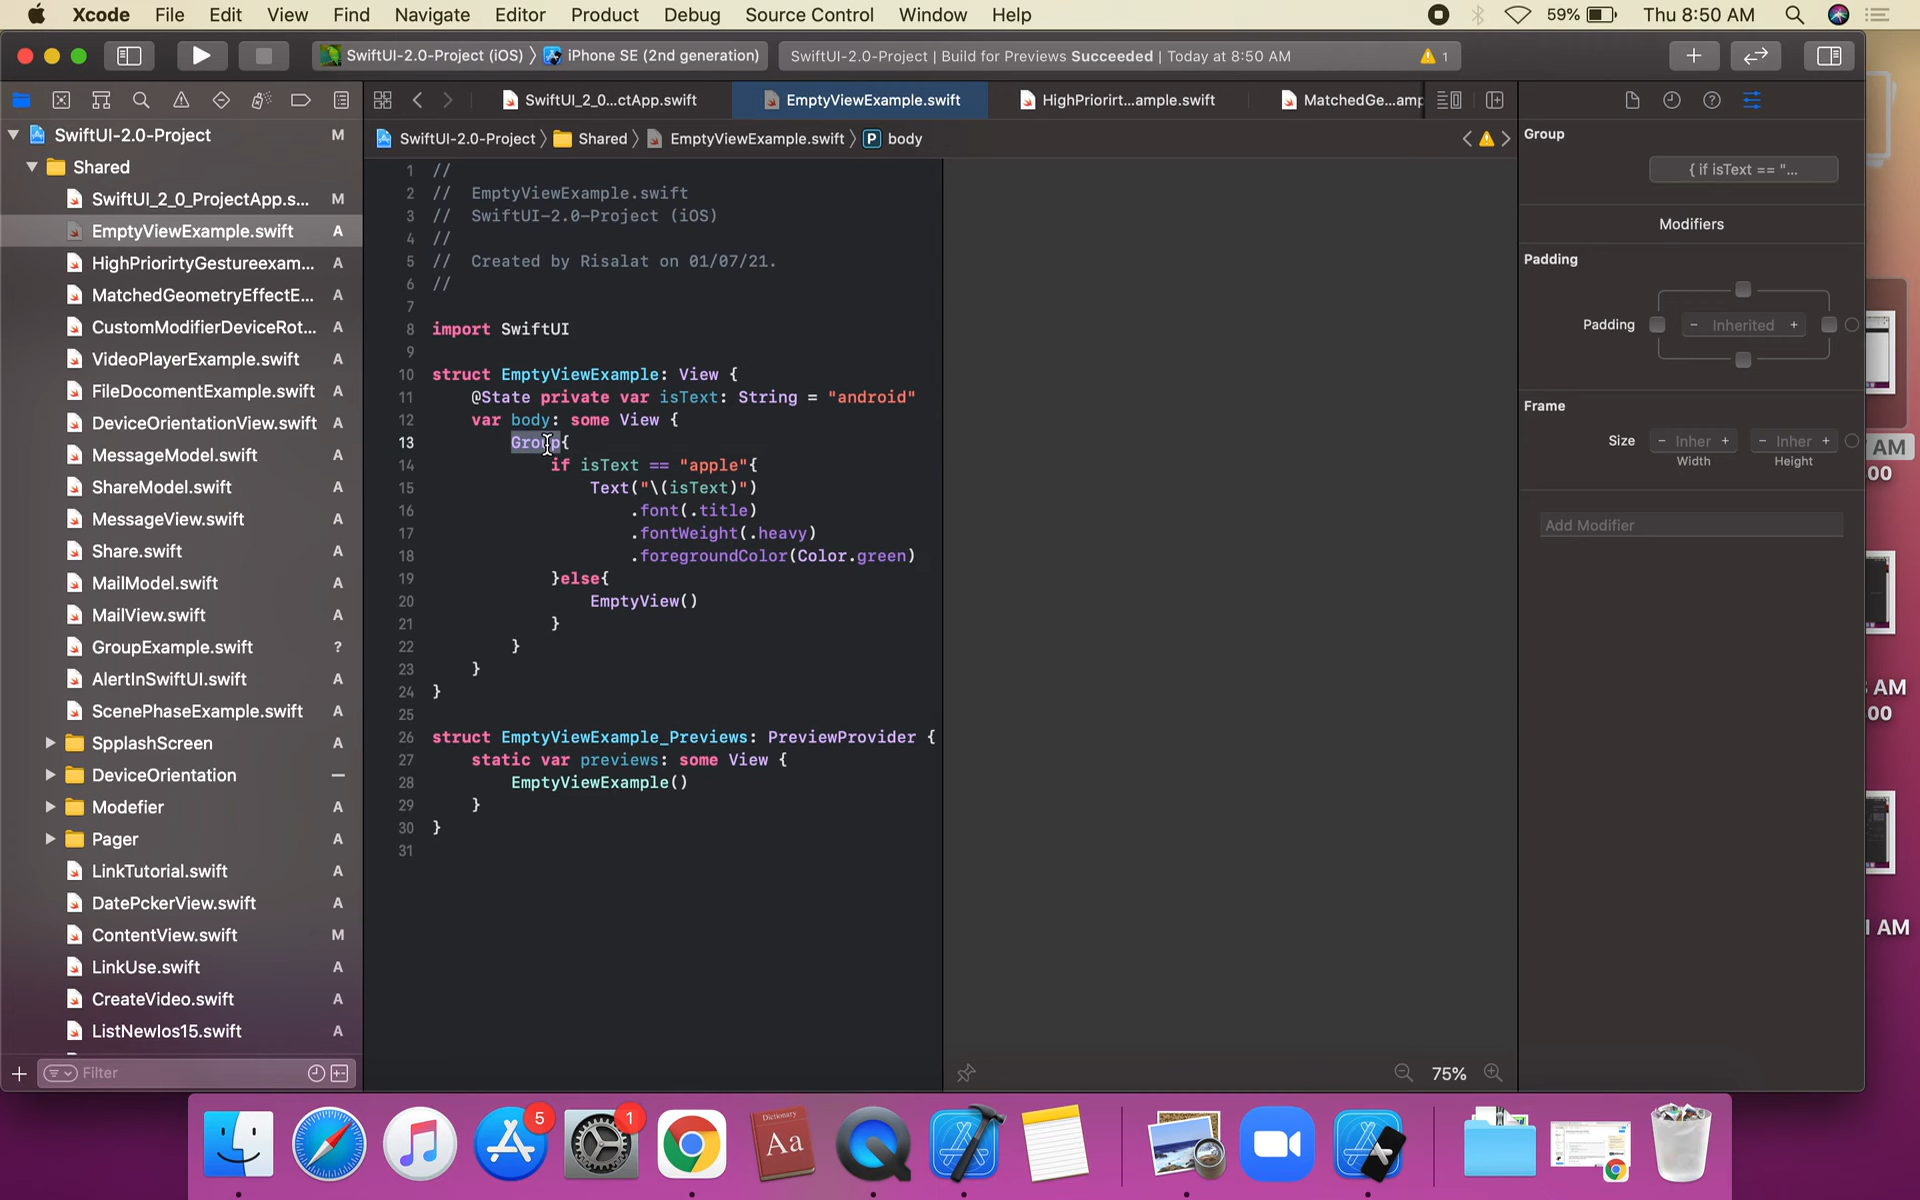 Xcode File Edit View Find Navigate Editor Product Debug Source Control Window Help 59% Thu 8:50 AM
SwiftUI-2.0-Project (iOS) iPhone SE (2nd generation) SwiftUI-2.0-Project | Build for Previews Succeeded | Today at 8:50 AM 1
SwiftUI_2_0...ctApp.swift EmptyViewExample.swift HighPriorirt...ample.swift MatchedGe...amp
SwiftUI-2.0-Project Shared EmptyViewExample.swift P body
SwiftUI-2.0-Project M
Shared
SwiftUI_2_0_ProjectApp.s... M
EmptyViewExample.swift A
HighPriorirtyGestureexam... A
MatchedGeometryEffectE... A
CustomModifierDeviceRot... A
VideoPlayerExample.swift A
FileDocomentExample.swift A
DeviceOrientationView.swift A
MessageModel.swift A
ShareModel.swift A
MessageView.swift A
Share.swift A
MailModel.swift A
MailView.swift A
GroupExample.swift ?
AlertInSwiftUI.swift A
ScenePhaseExample.swift A
SpplashScreen A
DeviceOrientation —
Modefier A
Pager A
LinkTutorial.swift A
DatePckerView.swift A
ContentView.swift M
LinkUse.swift A
CreateVideo.swift A
ListNewIos15.swift A
Filter
1 //
2 // EmptyViewExample.swift
3 // SwiftUI-2.0-Project (iOS)
4 //
5 // Created by Risalat on 01/07/21.
6 //
7
8 import SwiftUI
9
10 struct EmptyViewExample: View {
11 @State private var isText: String = "android"
12 var body: some View {
13 Group{
14 if isText == "apple"{
15 Text("\(isText)")
16 .font(.title)
17 .fontWeight(.heavy)
18 .foregroundColor(Color.green)
19 }else{
20 EmptyView()
21 }
22 }
23 }
24 }
25
26 struct EmptyViewExample_Previews: PreviewProvider {
27 static var previews: some View {
28 EmptyViewExample()
29 }
30 }
31
75%
Group
{ if isText == "...
Modifiers
Padding
Padding - Inherited +
Frame
Size - Inher + - Inher +
Width Height
Add Modifier
AM
00
AM
00
AM
5
1
Dictionary
Aa